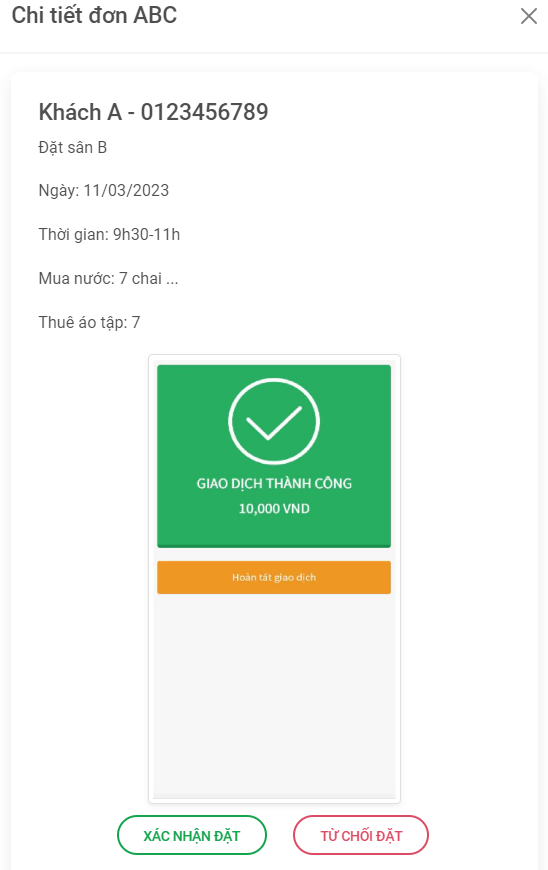 Chi tiết đơn ABC
Khách A - 0123456789
Đặt sân B
Ngày: 11/03/2023
Thời gian: 9h30-11h
Mua nước: 7 chai ...
Thuê áo tập: 7
GIAO DỊCH THÀNH CÔNG
10,000 VND
Hoàn tất giao dịch
XÁC NHẬN ĐẶT
TỪ CHỐI ĐẶT